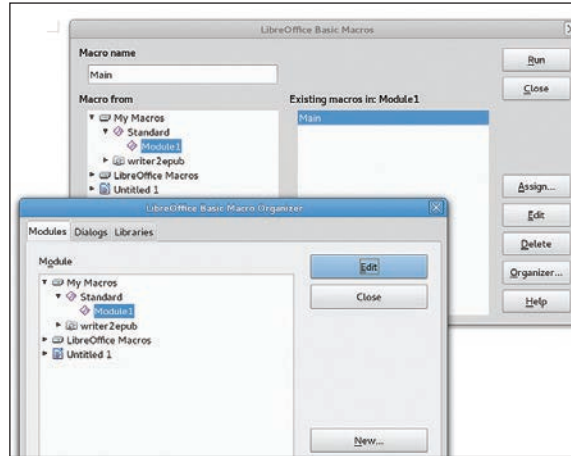 LibreOffice Basic Macros
Macro name
Main
Macro from
My Macros
Standard
Module1
writer2epub
LibreOffice Macros
Untitled 1
Existing macros in: Module1
Main
Run
Close
Assign...
Edit
Delete
Organizer...
Help
LibreOffice Basic Macro Organizer
Modules Dialogs Libraries
Module
My Macros
Standard
Module1
writer2epub
LibreOffice Macros
Untitled 1
Edit
Close
New...